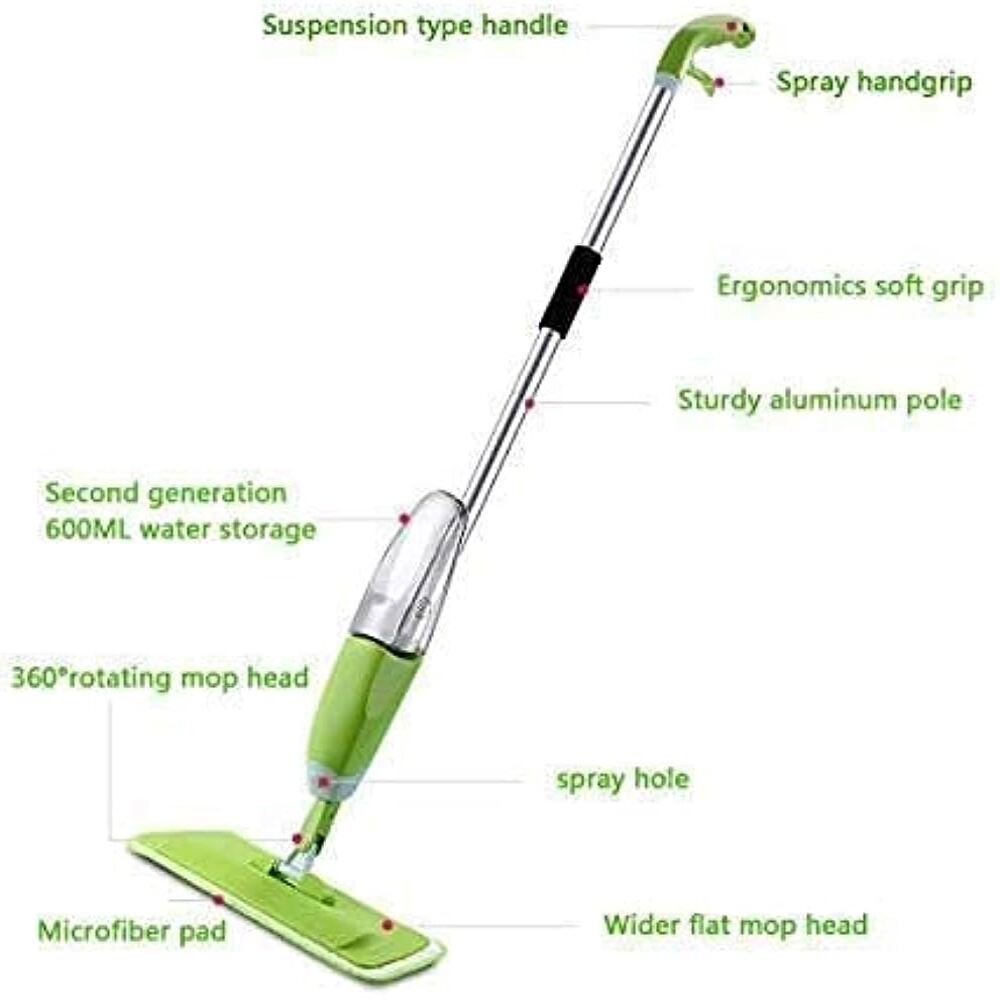 Suspension type handle
Spray handgrip
Ergonomics soft grip
Sturdy aluminum pole
Second generation
600ML water storage
360°rotating mop head
spray hole
Microfiber pad
Wider flat mop head